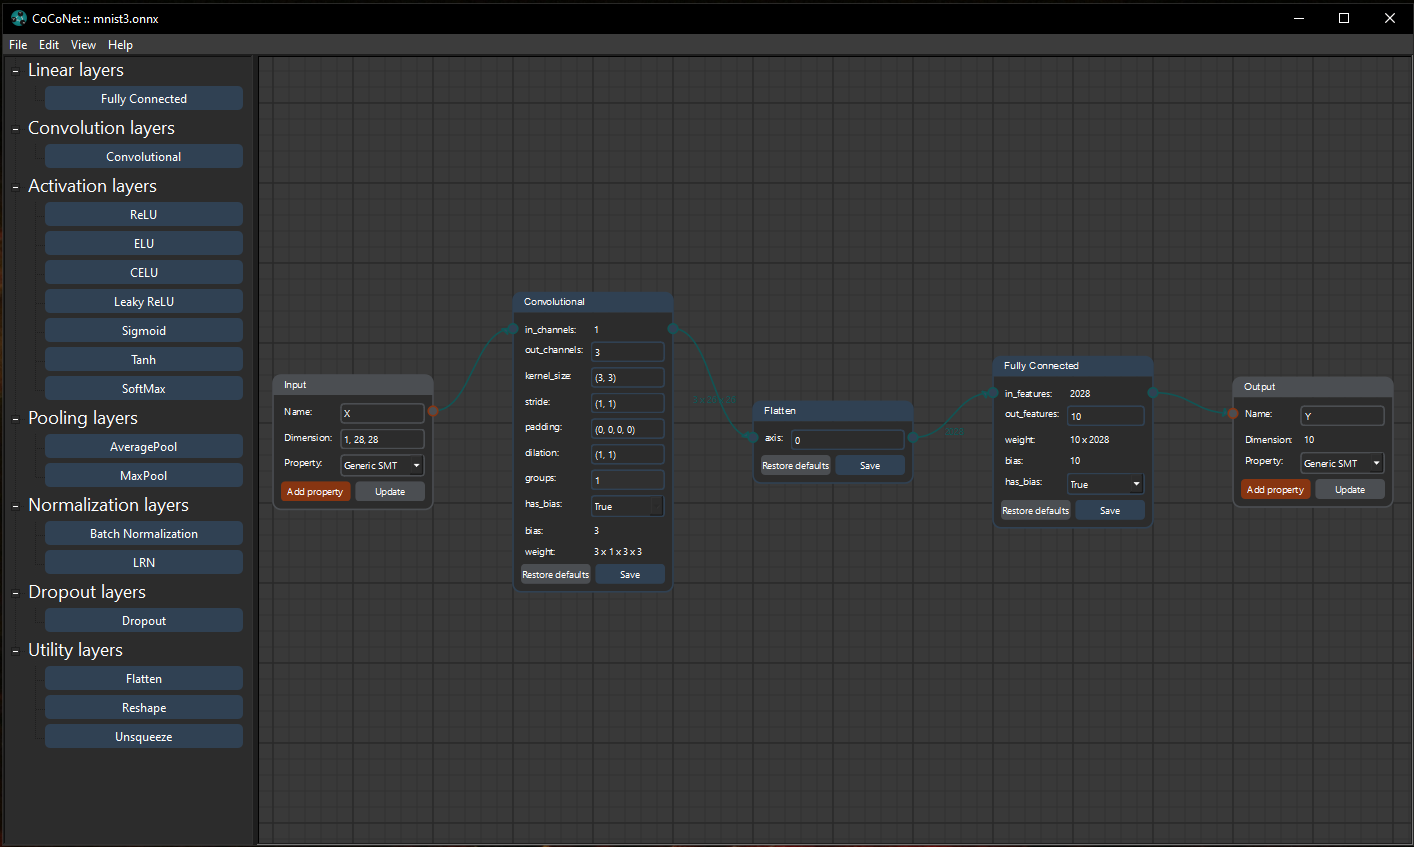 CoCoNet :: mnist3.onnx
File Edit View Help
- Linear layers
Fully Connected
- Convolution layers
Convolutional
- Activation layers
ReLU
ELU
CELU
Leaky ReLU
Sigmoid
Tanh
SoftMax
- Pooling layers
AveragePool
MaxPool
- Normalization layers
Batch Normalization
LRN
- Dropout layers
Dropout
- Utility layers
Flatten
Reshape
Unsqueeze
Input
Name: X
Dimension: 1, 28, 28
Property: Generic SMT
Add property Update
Convolutional
in_channels: 1
out_channels: 3
kernel_size: (3, 3)
stride: (1, 1)
padding: (0, 0, 0, 0)
dilation: (1, 1)
groups: 1
has_bias: True
bias: 3
weight: 3 x 1 x 3 x 3
Restore defaults Save
Flatten
axis: 0
Restore defaults Save
2028
Fully Connected
in_features: 2028
out_features: 10
weight: 10 x 2028
bias: 10
has_bias: True
Restore defaults Save
Output
Name: Y
Dimension: 10
Property: Generic SMT
Add property Update